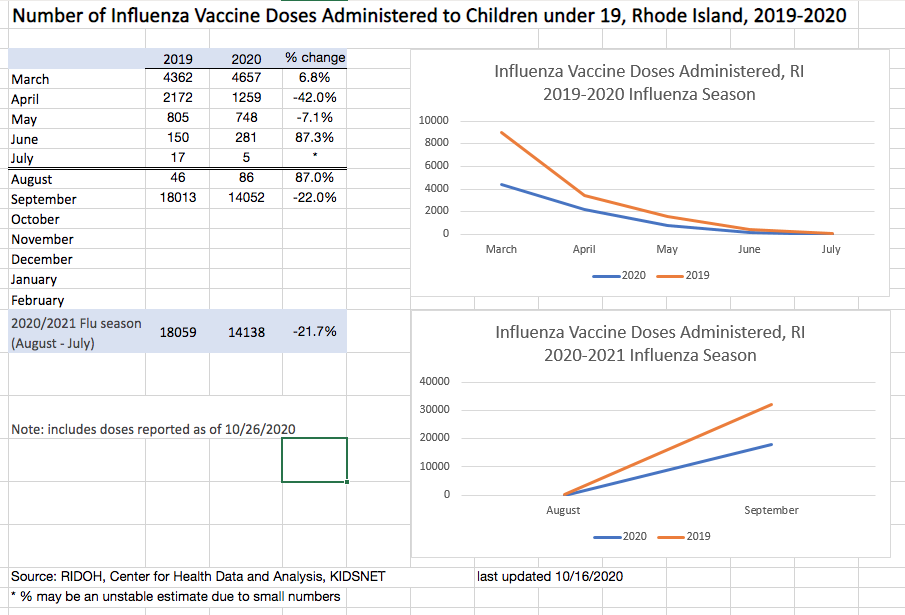 Number of Influenza Vaccine Doses Administered to Children under 19, Rhode Island, 2019-2020
2019 2020 % change
March 4362 4657 6.8%
April 2172 1259 -42.0%
May 805 748 -7.1%
June 150 281 87.3%
July 17 5 *
August 46 86 87.0%
September 18013 14052 -22.0%
October
November
December
January
February
2020/2021 Flu season
(August - July) 18059 14138 -21.7%
Note: includes doses reported as of 10/26/2020
Influenza Vaccine Doses Administered, RI
2019-2020 Influenza Season
10000
8000
6000
4000
2000
0
March April May June July
2020 2019
Influenza Vaccine Doses Administered, RI
2020-2021 Influenza Season
40000
30000
20000
10000
0
August September
2020 2019
Source: RIDOH, Center for Health Data and Analysis, KIDSNET
last updated 10/16/2020
* % may be an unstable estimate due to small numbers